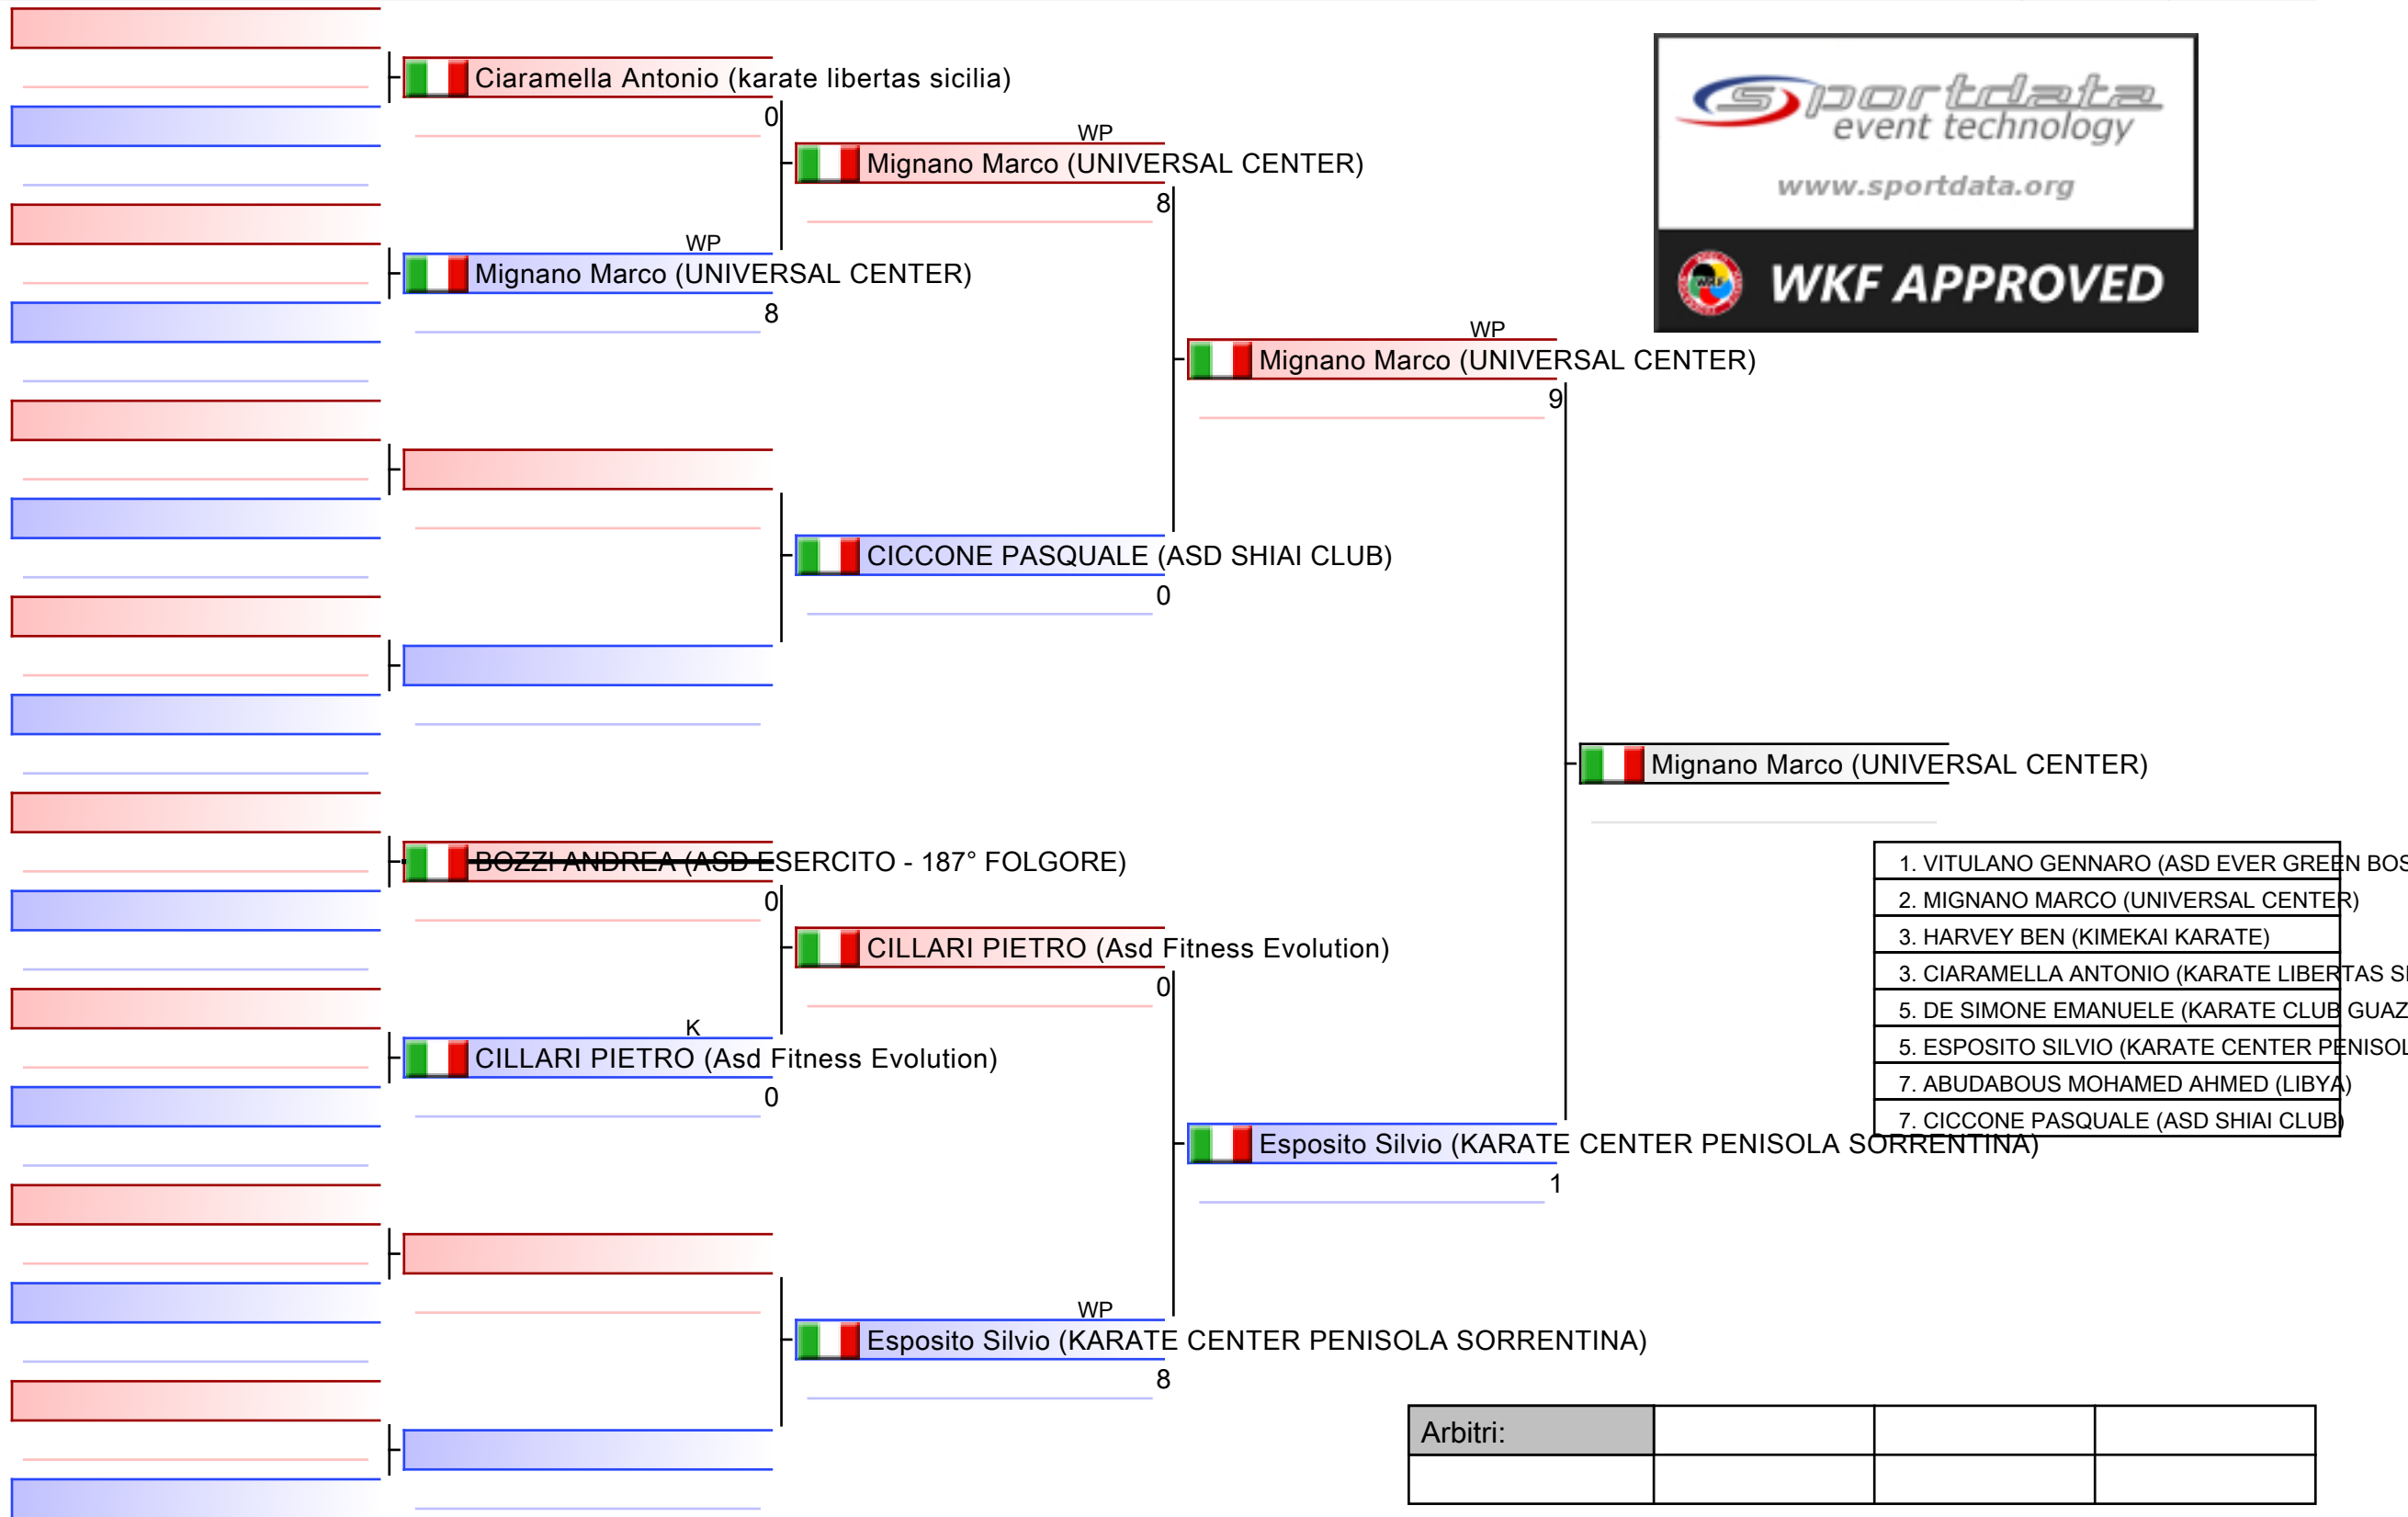 Ciaramella Antonio (karate libertas sicilia)
0
WP
Mignano Marco (UNIVERSAL CENTER)
8
WP
Mignano Marco (UNIVERSAL CENTER)
8
WP
Mignano Marco (UNIVERSAL CENTER)
9
CICCONE PASQUALE (ASD SHIAI CLUB)
0
Mignano Marco (UNIVERSAL CENTER)
BOZZI ANDREA (ASD ESERCITO - 187° FOLGORE)
0
CILLARI PIETRO (Asd Fitness Evolution)
0
K
CILLARI PIETRO (Asd Fitness Evolution)
0
Esposito Silvio (KARATE CENTER PENISOLA SORRENTINA)
1
WP
Esposito Silvio (KARATE CENTER PENISOLA SORRENTINA)
8
sportdata
event technology
www.sportdata.org
WKF
WKF APPROVED
1. VITULANO GENNARO (ASD EVER GREEN BOS
2. MIGNANO MARCO (UNIVERSAL CENTER)
3. HARVEY BEN (KIMEKAI KARATE)
3. CIARAMELLA ANTONIO (KARATE LIBERTAS SI
5. DE SIMONE EMANUELE (KARATE CLUB GUAZ
5. ESPOSITO SILVIO (KARATE CENTER PENISOL
7. ABUDABOUS MOHAMED AHMED (LIBYA)
7. CICCONE PASQUALE (ASD SHIAI CLUB)
Arbitri: